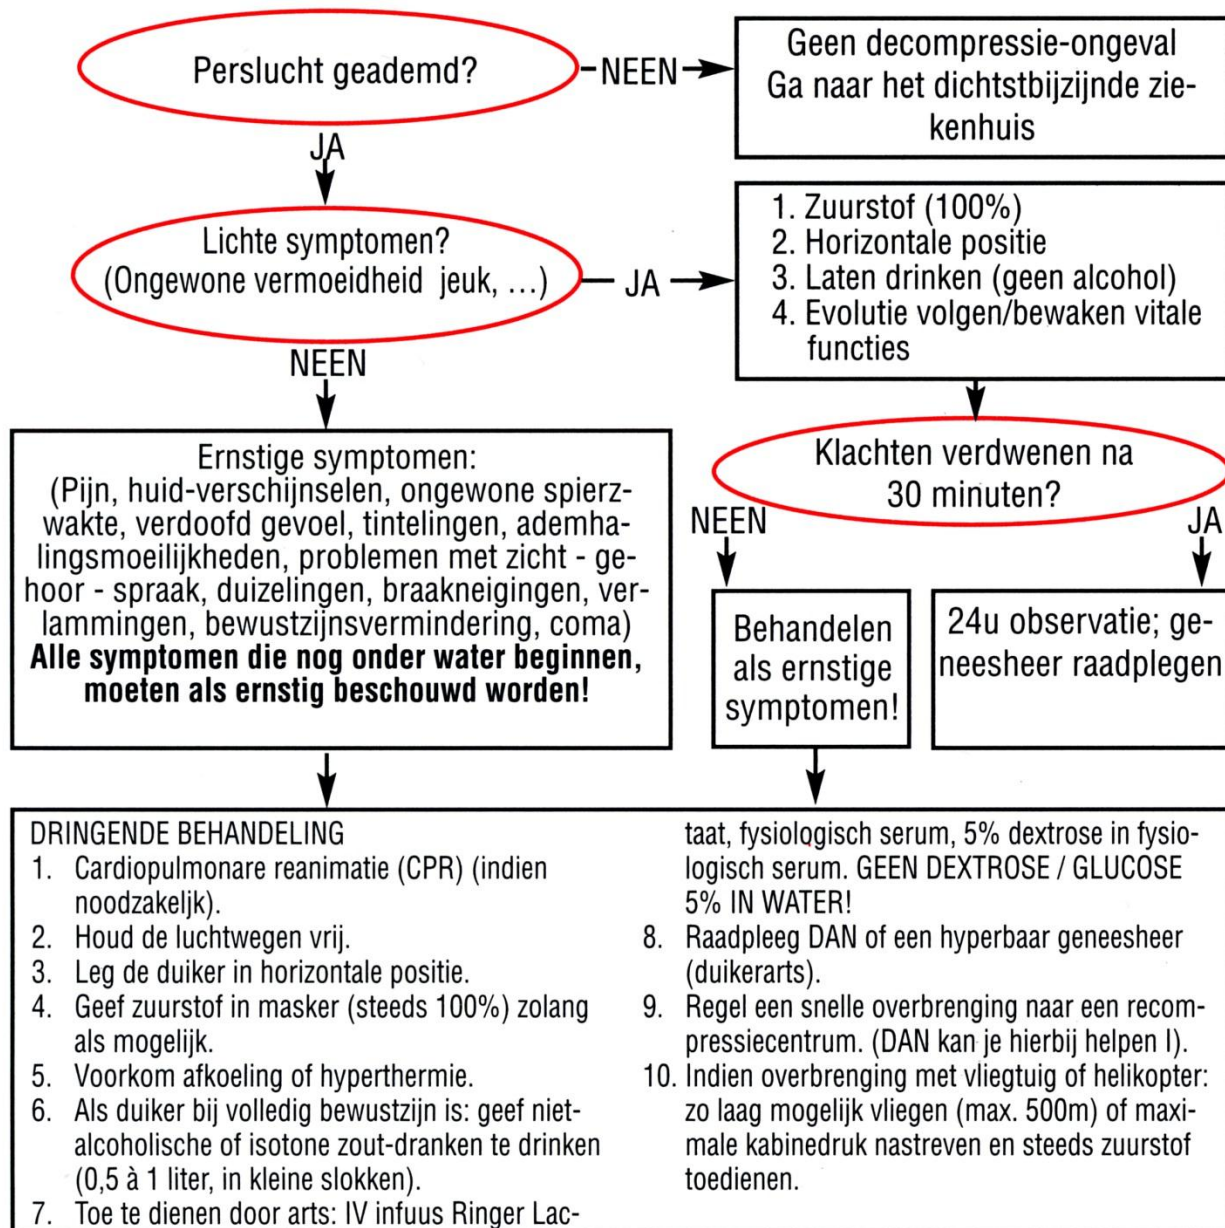 Perslucht geademd?
NEEN
Geen decompressie-ongeval
Ga naar het dichtstbijzijnde zie-
kenhuis
JA
Lichte symptomen?
(Ongewone vermoeidheid jeuk, ...)
JA
1. Zuurstof (100%)
2. Horizontale positie
3. Laten drinken (geen alcohol)
4. Evolutie volgen/bewaken vitale
functies
NEEN
Ernstige symptomen:
(Pijn, huid-verschijnselen, ongewone spierz-
wakte, verdoofd gevoel, tintelingen, ademha-
lingsmoeilijkheden, problemen met zicht - ge-
hoor - spraak, duizelingen, braakneigingen, ver-
lammingen, bewustzijnsvermindering, coma)
Alle symptomen die nog onder water beginnen,
moeten als ernstig beschouwd worden!
Klachten verdwenen na
30 minuten?
NEEN
JA
Behandelen
als ernstige
symptomen!
24u observatie; ge-
neesheer raadplegen
DRINGENDE BEHANDELING
1. Cardiopulmonare reanimatie (CPR) (indien
noodzakeljk).
2. Houd de luchtwegen vrij.
3. Leg de duiker in horizontale positie.
4. Geef zuurstof in masker (steeds 100%) zolang
als mogelijk.
5. Voorkom afkoeling of hyperthermie.
6. Als duiker bij volledig bewustzijn is: geef niet-
alcoholische of isotone zout-dranken te drinken
(0,5 à 1 liter, in kleine slokken).
7. Toe te dienen door arts: IV infuus Ringer Lac-
taat, fysiologisch serum, 5% dextrose in fysio-
logisch serum. GEEN DEXTROSE / GLUCOSE
5% IN WATER!
8. Raadpleeg DAN of een hyperbaar geneesheer
(duikerarts).
9. Regel een snelle overbrenging naar een recom-
pressiecentrum. (DAN kan je hierbij helpen I).
10. Indien overbrenging met vliegtuig of helikopter:
zo laag mogelijk vliegen (max. 500m) of maxi-
male kabinedruk nastreven en steeds zuurstof
toedienen.